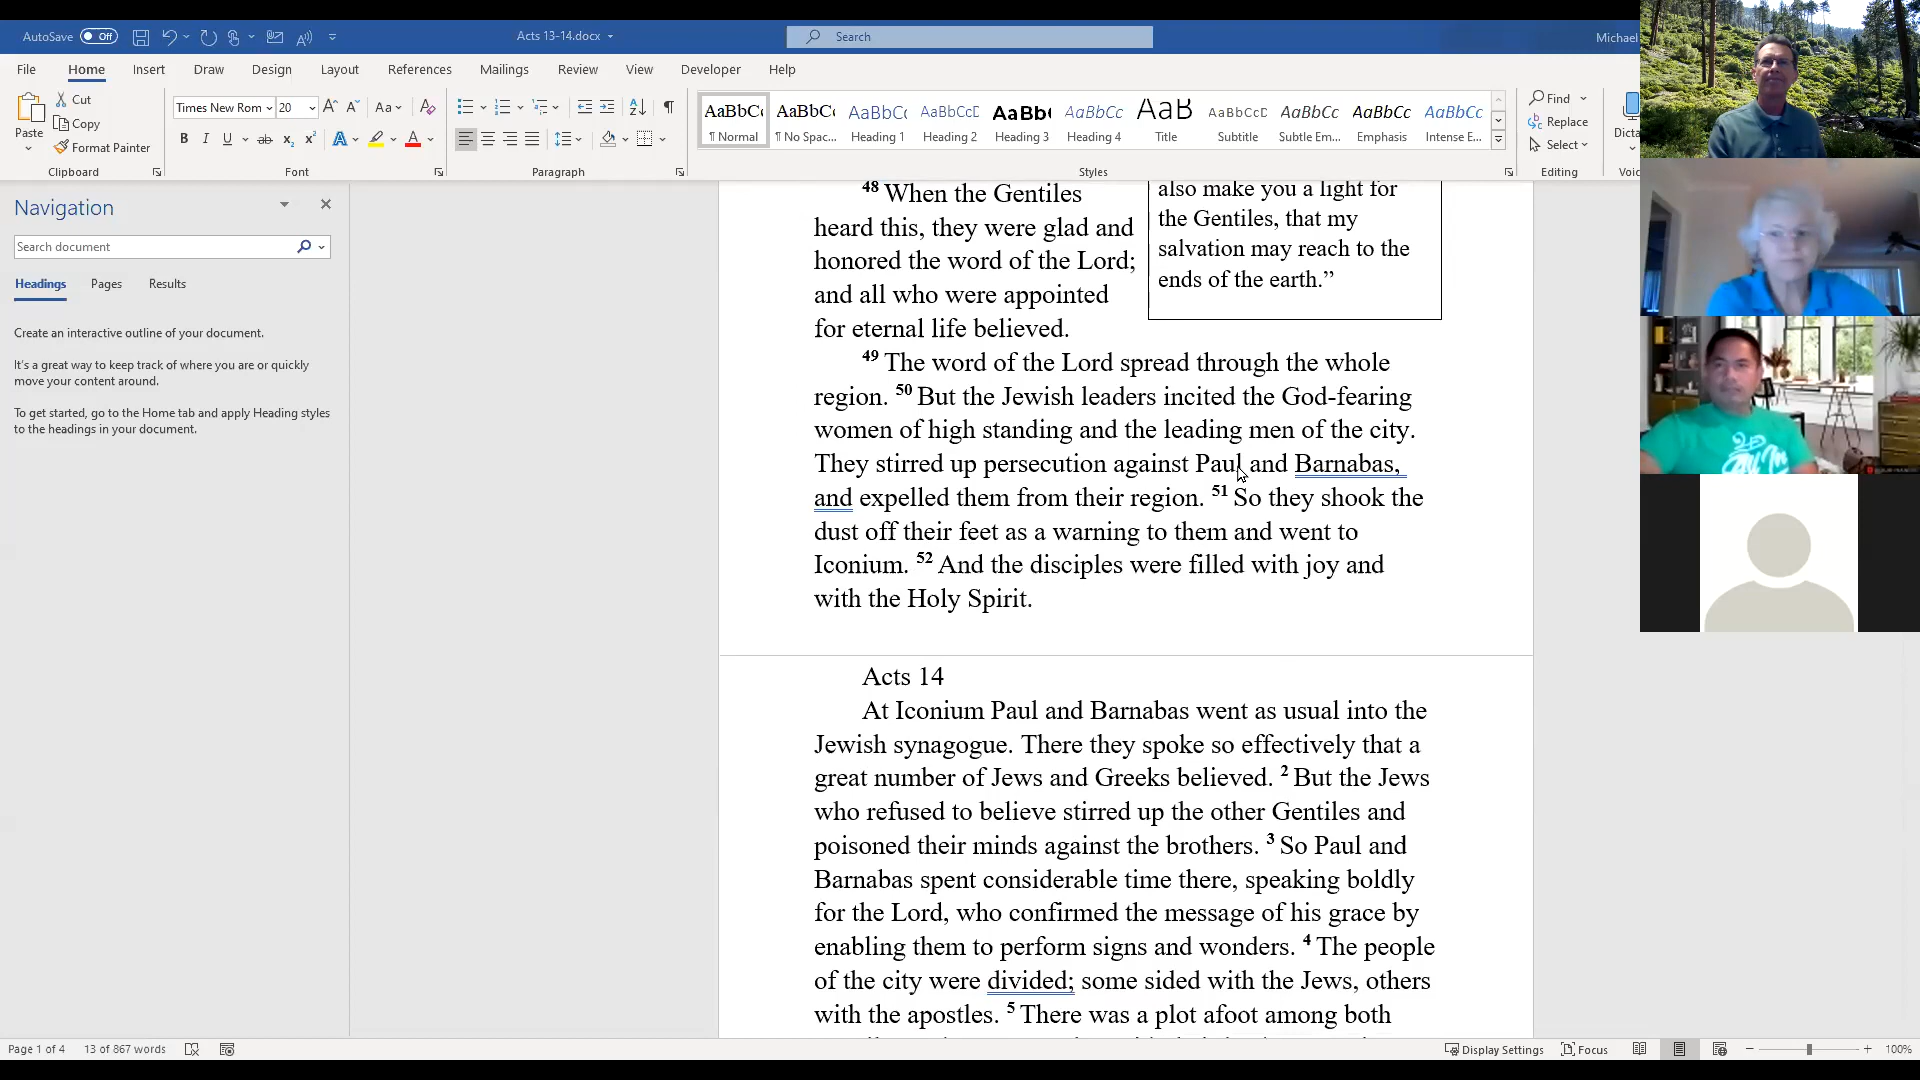 AutoSave Off
Acts 13-14.docx
Search
Michael
File Home Insert Draw Design Layout References Mailings Review View Developer Help
Paste
Cut
Copy
Format Painter
Clipboard
Times New Rom 20
Font
Paragraph
AaBbCc ¶ Normal
AaBbCc ¶ No Spac...
AaBbCc Heading 1
AaBbCcD Heading 2
AaBbC Heading 3
AaBbCc Heading 4
AaB Title
AaBbCcD Subtitle
AaBbCc Subtle Em...
AaBbCc Emphasis
AaBbCc Intense E...
Styles
Find
Replace
Select
Editing
Dicta
Voic
Navigation
Search document
Headings Pages Results
Create an interactive outline of your document.
It's a great way to keep track of where you are or quickly
move your content around.
To get started, go to the Home tab and apply Heading styles
to the headings in your document.
48 When the Gentiles
heard this, they were glad and
honored the word of the Lord;
and all who were appointed
for eternal life believed.
also make you a light for
the Gentiles, that my
salvation may reach to the
ends of the earth.”
49 The word of the Lord spread through the whole
region. 50 But the Jewish leaders incited the God-fearing
women of high standing and the leading men of the city.
They stirred up persecution against Paul and Barnabas,
and expelled them from their region. 51 So they shook the
dust off their feet as a warning to them and went to
Iconium. 52 And the disciples were filled with joy and
with the Holy Spirit.
Acts 14
At Iconium Paul and Barnabas went as usual into the
Jewish synagogue. There they spoke so effectively that a
great number of Jews and Greeks believed. 2 But the Jews
who refused to believe stirred up the other Gentiles and
poisoned their minds against the brothers. 3 So Paul and
Barnabas spent considerable time there, speaking boldly
for the Lord, who confirmed the message of his grace by
enabling them to perform signs and wonders. 4 The people
of the city were divided; some sided with the Jews, others
with the apostles. 5 There was a plot afoot among both
Page 1 of 4 13 of 867 words
Display Settings Focus 100%